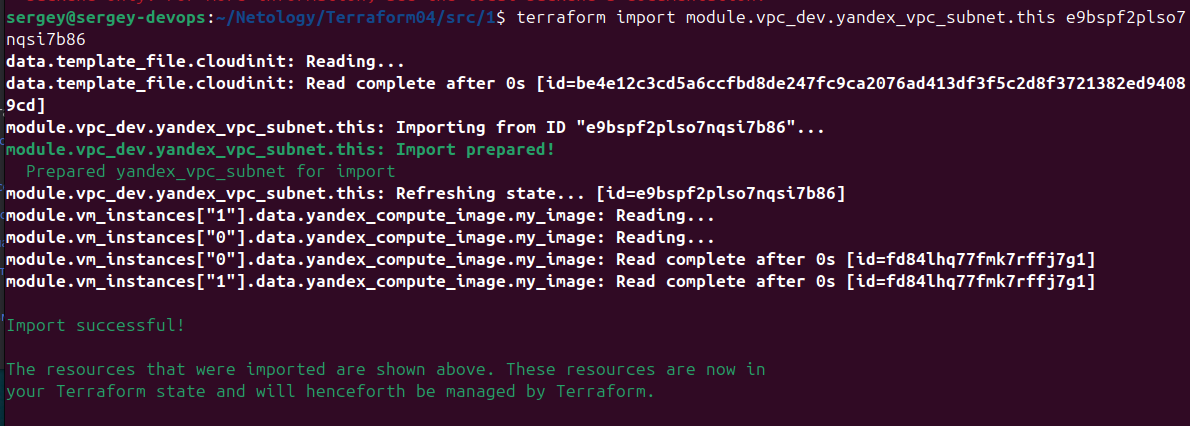 sergey@sergey-devops:~/Netology/Terraform04/src/1$ terraform import module.vpc_dev.yandex_vpc_subnet.this e9bspf2plso7
nqsi7b86
data.template_file.cloudinit: Reading...
data.template_file.cloudinit: Read complete after 0s [id=be4e12c3cd5a6ccfbd8de247fc9ca2076ad413df3f5c2d8f3721382ed9408
9cd]
module.vpc_dev.yandex_vpc_subnet.this: Importing from ID "e9bspf2plso7nqsi7b86"...
module.vpc_dev.yandex_vpc_subnet.this: Import prepared!
  Prepared yandex_vpc_subnet for import
module.vpc_dev.yandex_vpc_subnet.this: Refreshing state... [id=e9bspf2plso7nqsi7b86]
module.vm_instances["1"].data.yandex_compute_image.my_image: Reading...
module.vm_instances["0"].data.yandex_compute_image.my_image: Reading...
module.vm_instances["0"].data.yandex_compute_image.my_image: Read complete after 0s [id=fd84lhq77fmk7rffj7g1]
module.vm_instances["1"].data.yandex_compute_image.my_image: Read complete after 0s [id=fd84lhq77fmk7rffj7g1]
Import successful!
The resources that were imported are shown above. These resources are now in
your Terraform state and will henceforth be managed by Terraform.